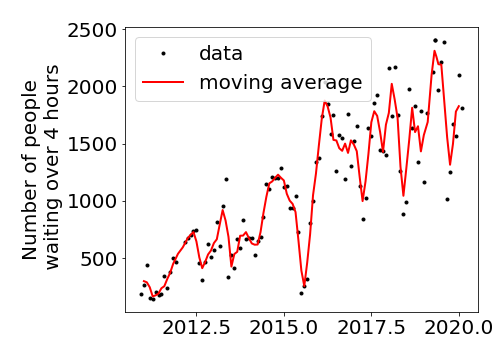 2500
2000
1500
1000
500
Number of people
waiting over 4 hours
data
moving average
2012.5
2015.0
2017.5
2020.0